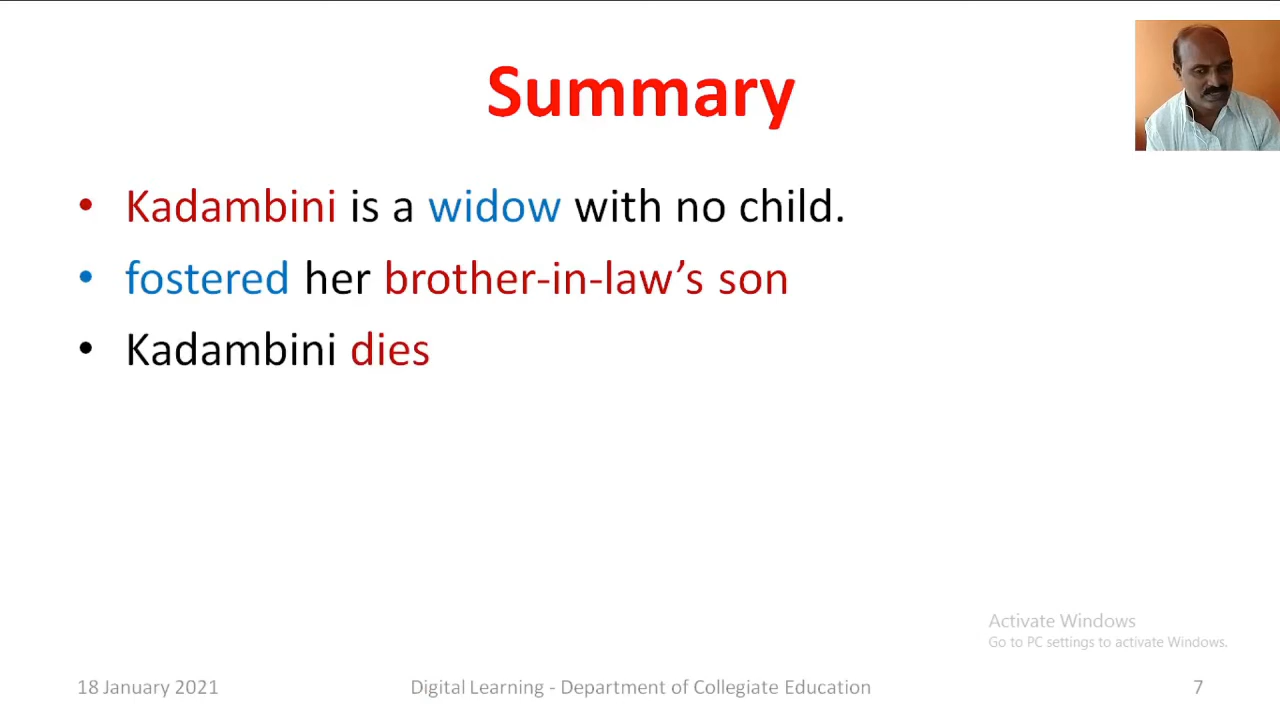 Summary
• Kadambini is a widow with no child.
• fostered her brother-in-law’s son
• Kadambini dies
Activate Windows
Go to PC settings to activate Windows.
18 January 2021
Digital Learning - Department of Collegiate Education
7